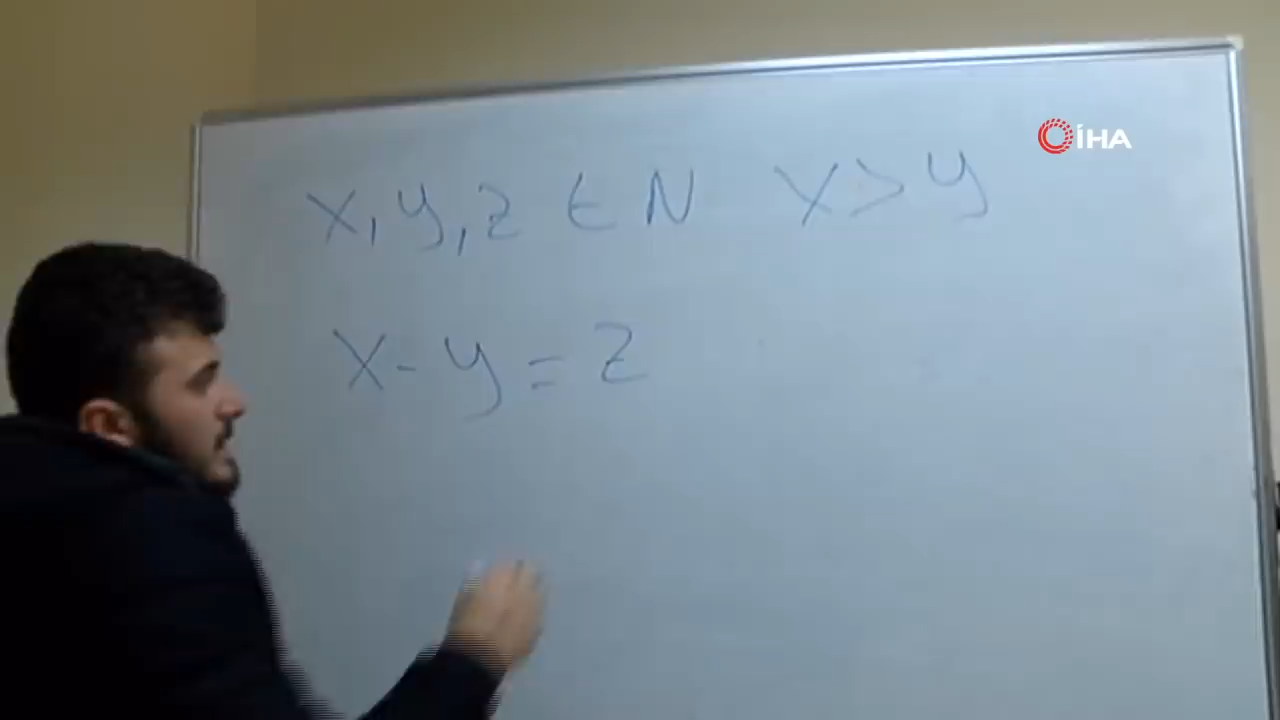 x, y, z ∈ N x > y
x - y = z
İHA